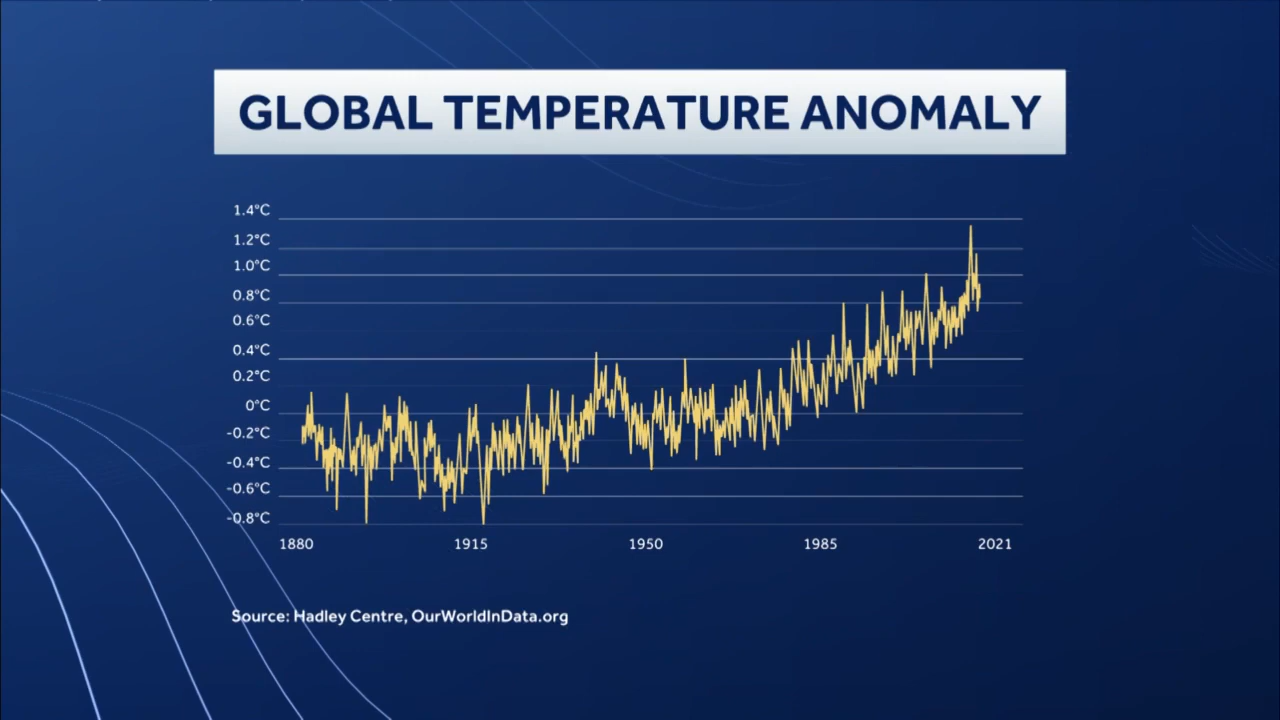 GLOBAL TEMPERATURE ANOMALY
1.4°C
1.2°C
1.0°C
0.8°C
0.6°C
0.4°C
0.2°C
0°C
-0.2°C
-0.4°C
-0.6°C
-0.8°C
1880 1915 1950 1985 2021
Source: Hadley Centre, OurWorldInData.org